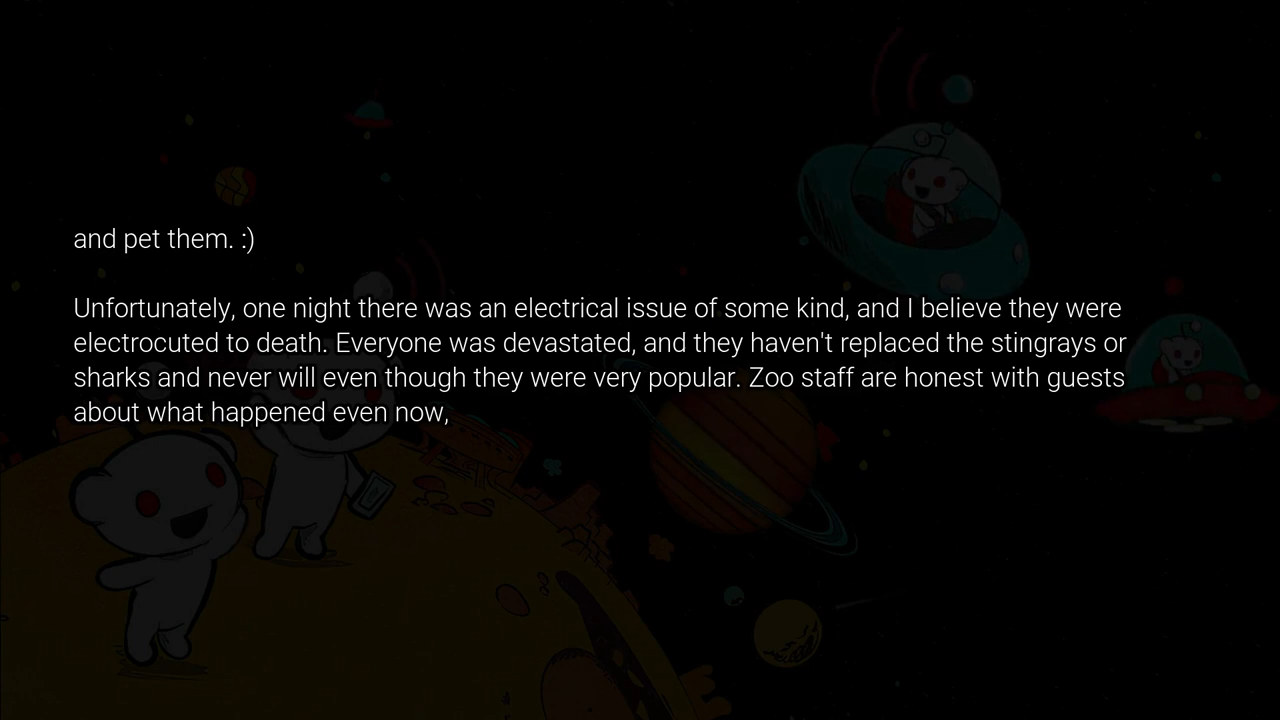 and pet them. :)
Unfortunately, one night there was an electrical issue of some kind, and I believe they were
electrocuted to death. Everyone was devastated, and they haven't replaced the stingrays or
sharks and never will even though they were very popular. Zoo staff are honest with guests
about what happened even now,